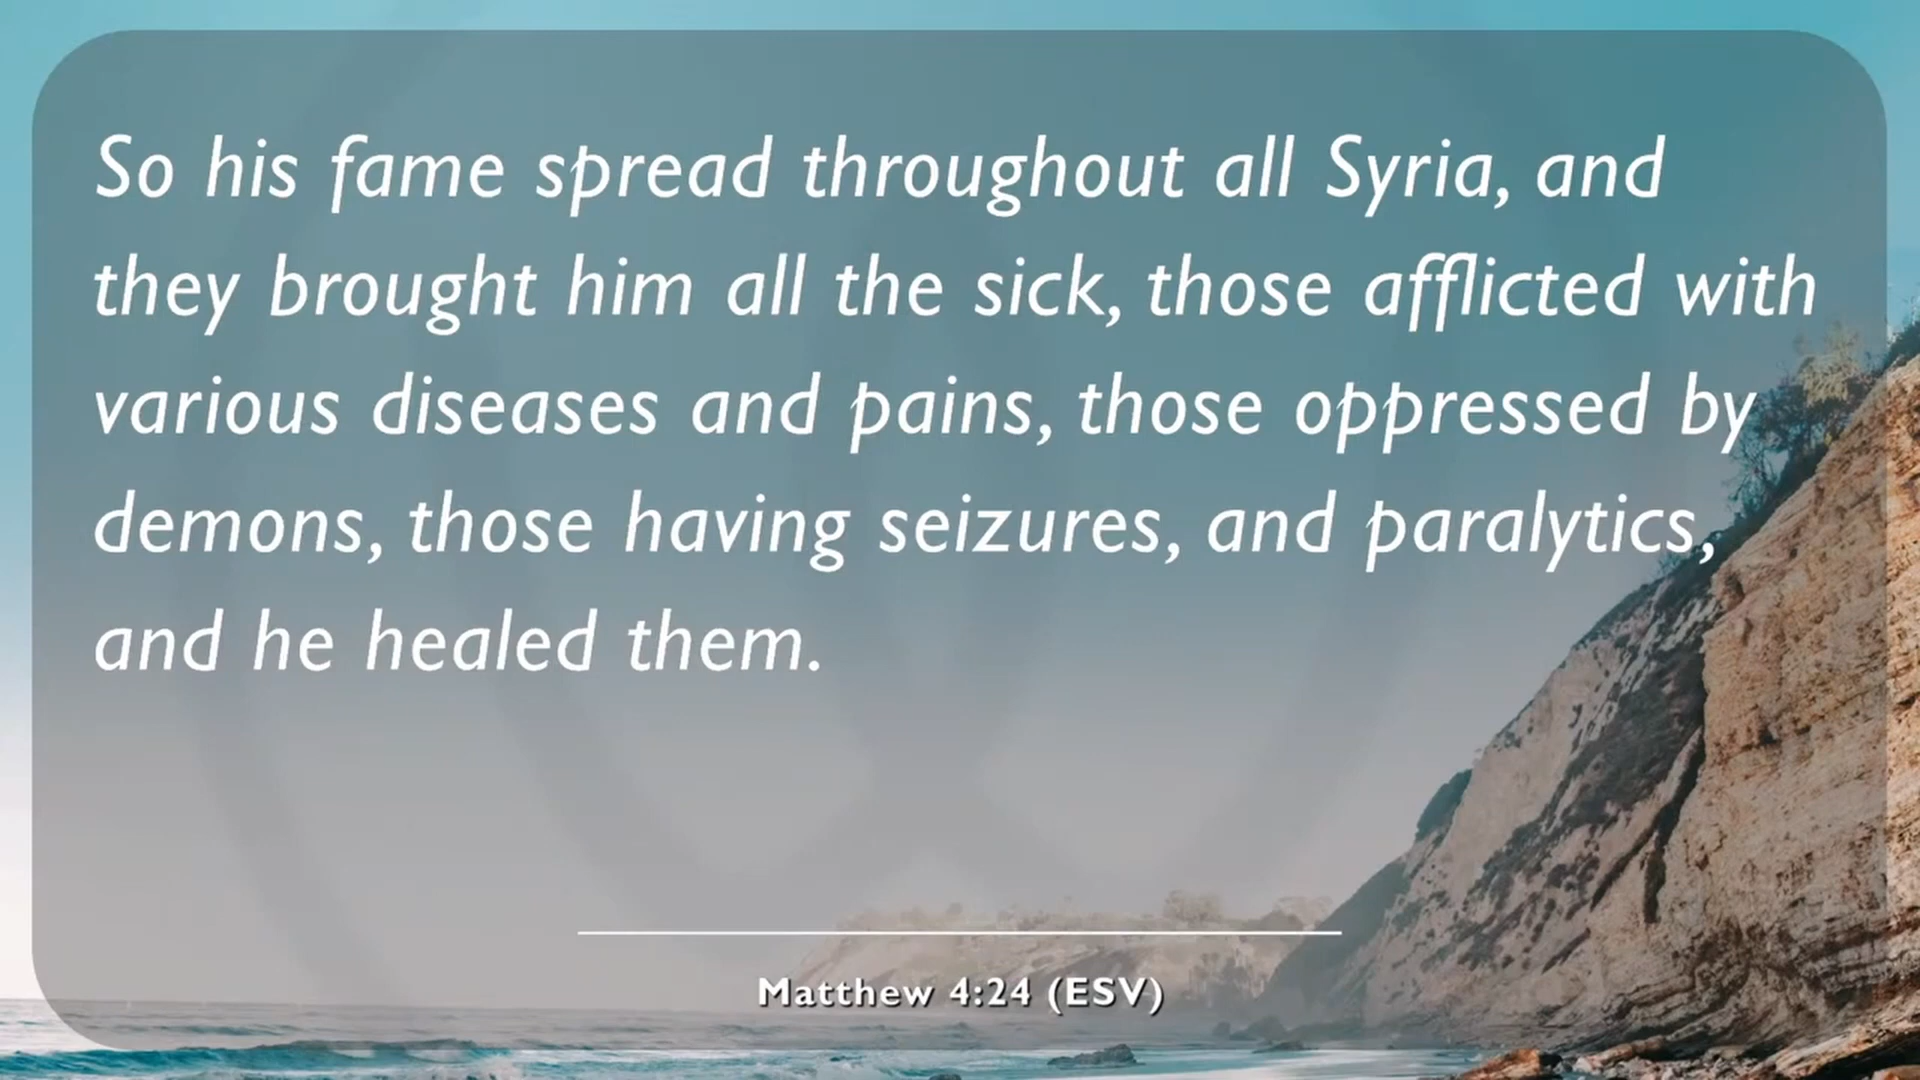 So his fame spread throughout all Syria, and
they brought him all the sick, those afflicted with
various diseases and pains, those oppressed by
demons, those having seizures, and paralytics,
and he healed them.
Matthew 4:24 (ESV)